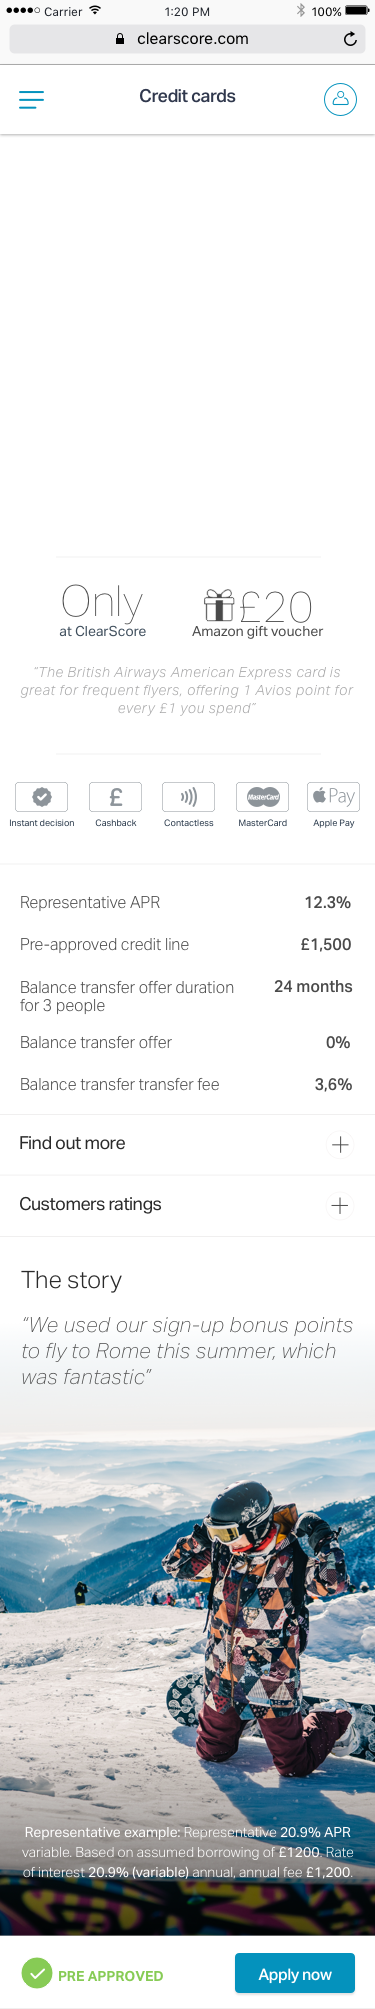 Carrier 1:20 PM 100%
clearscore.com
Credit cards
Only £20
at ClearScore Amazon gift voucher
“The British Airways American Express card is
great for frequent flyers, offering 1 Avios point for
every £1 you spend”
£ MasterCard Pay
Instant decision Cashback Contactless MasterCard Apple Pay
Representative APR 12.3%
Pre-approved credit line £1,500
Balance transfer offer duration 24 months
for 3 people
Balance transfer offer 0%
Balance transfer transfer fee 3,6%
Find out more
Customers ratings
The story
“We used our sign-up bonus points
to fly to Rome this summer, which
was fantastic”
Representative example: Representative 20.9% APR
variable. Based on assumed borrowing of £1200. Rate
of interest 20.9% (variable) annual, annual fee £1,200.
PRE APPROVED Apply now